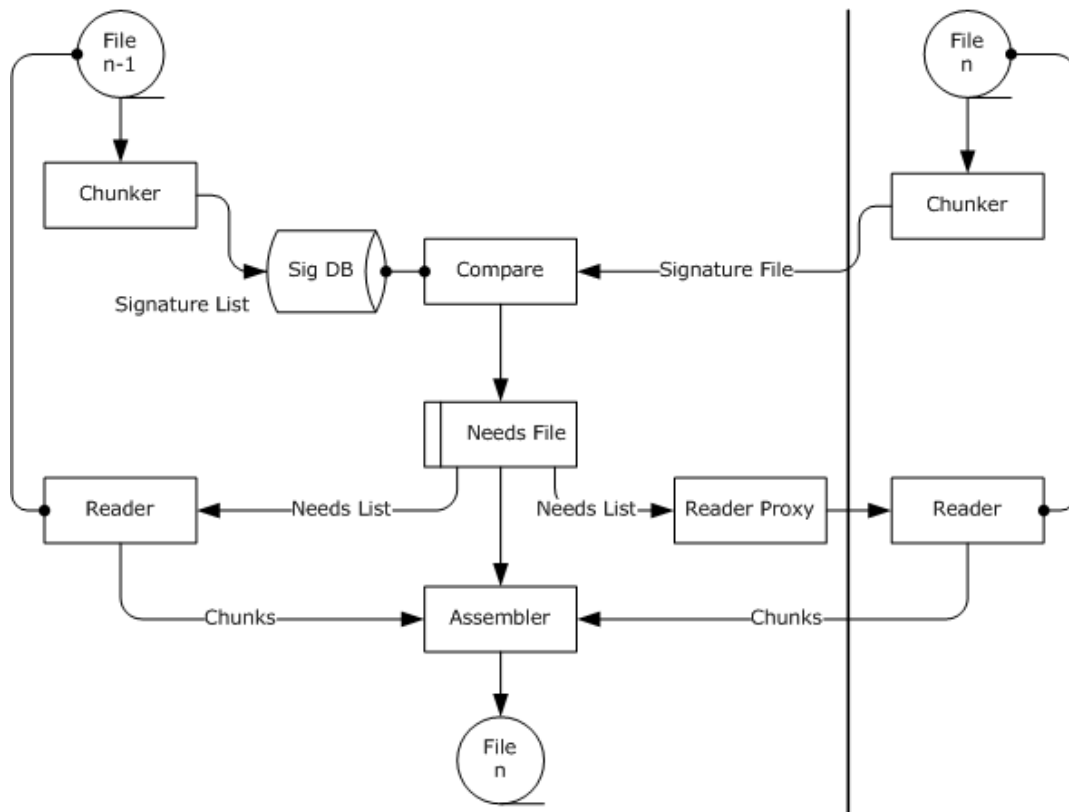 File
n-1
File
n
Chunker
Chunker
Sig DB
Compare
Signature File
Signature List
Needs File
Reader
Needs List
Needs List
Reader Proxy
Reader
Chunks
Assembler
Chunks
File
n